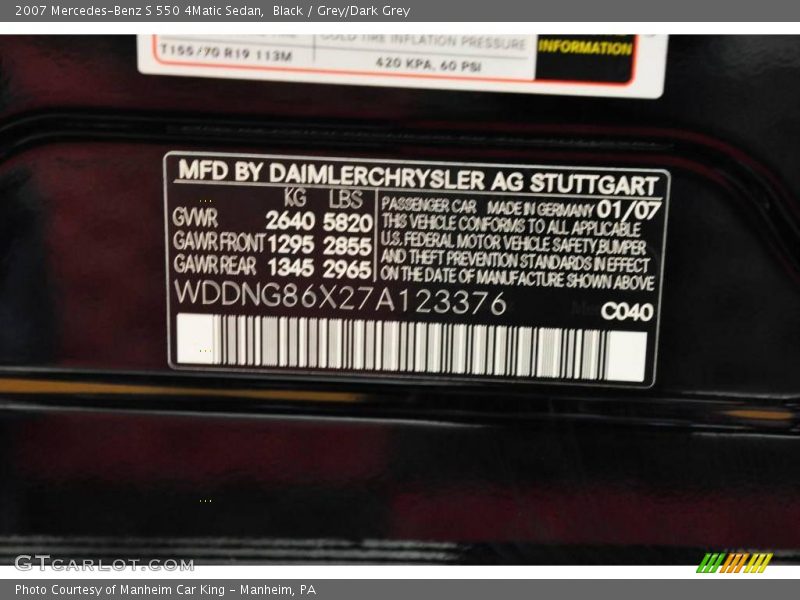 2007 Mercedes-Benz S 550 4Matic Sedan,  Black / Grey/Dark Grey
COLD TIRE INFLATION PRESSURE
INFORMATION
T155/70 R19 113M
420 KPA, 60 PSI
MFD BY DAIMLERCHRYSLER AG STUTTGART
KG LBS
GVWR 2640 5820
GAWR FRONT 1295 2855
GAWR REAR 1345 2965
PASSENGER CAR MADE IN GERMANY 01/07
THIS VEHICLE CONFORMS TO ALL APPLICABLE
U.S. FEDERAL MOTOR VEHICLE SAFETY, BUMPER
AND THEFT PREVENTION STANDARDS IN EFFECT
ON THE DATE OF MANUFACTURE SHOWN ABOVE
WDDNG86X27A123376
C040
GTCARLOT.COM
Photo Courtesy of Manheim Car King - Manheim, PA